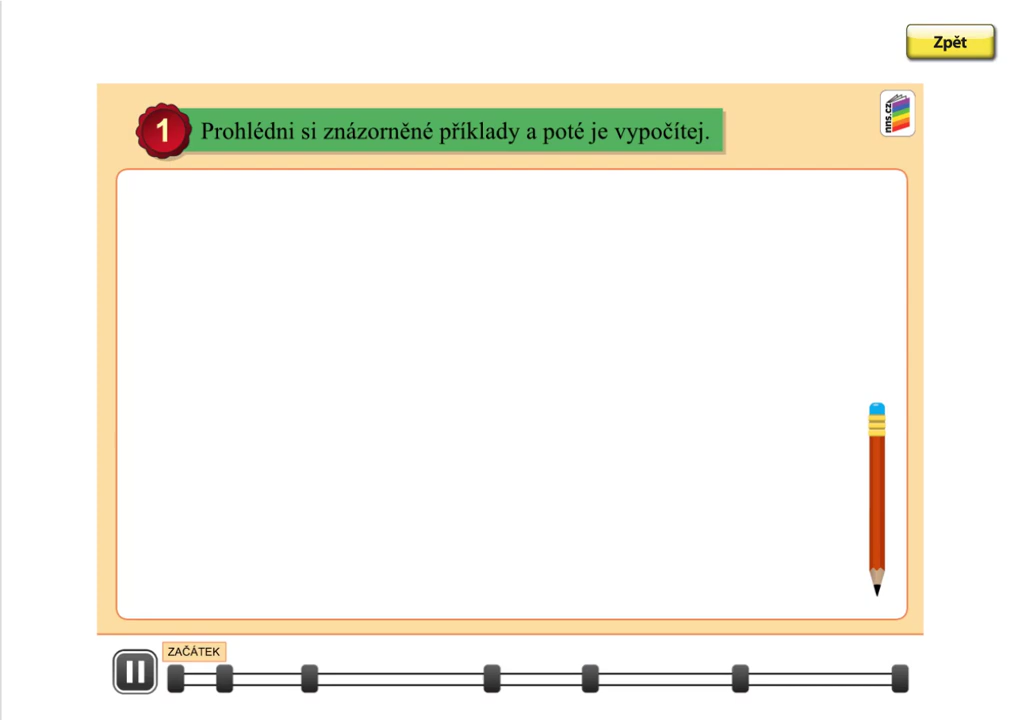 Zpět
1 Prohlédni si znázorněné příklady a poté je vypočítej.
nns.cz
ZAČÁTEK